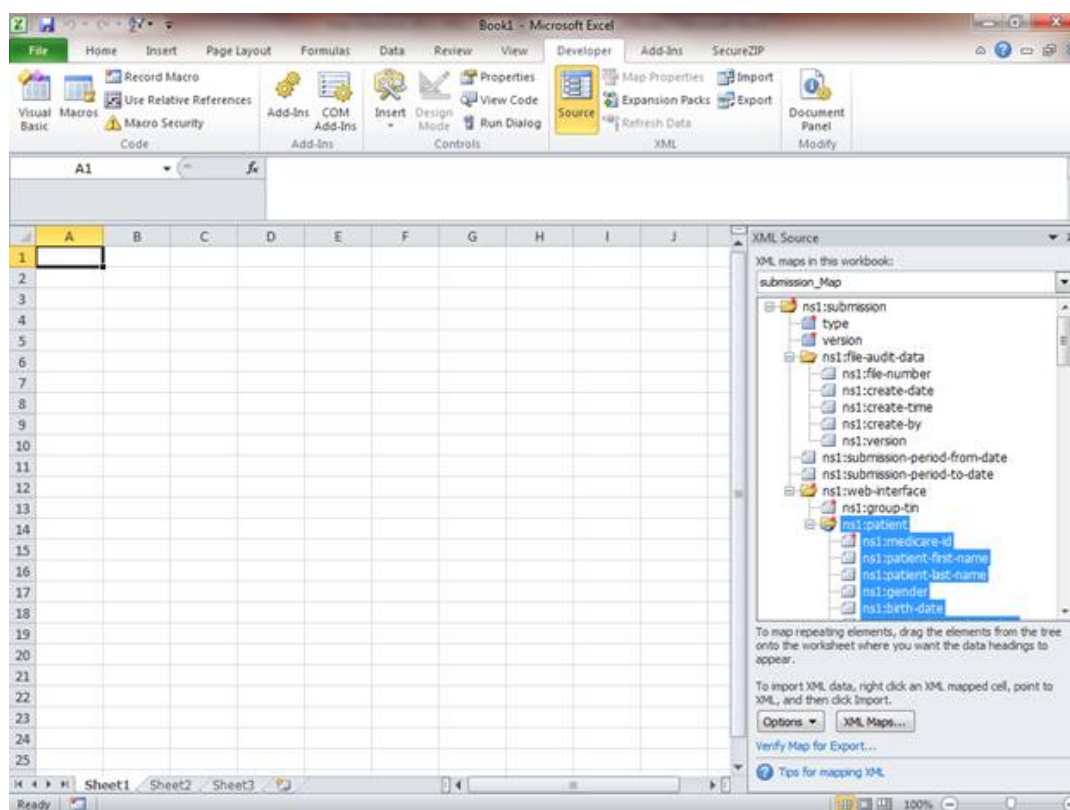 Book1 - Microsoft Excel
File Home Insert Page Layout Formulas Data Review View Developer Add-Ins SecureZIP
Visual Basic
Macros
Record Macro
Use Relative References
Macro Security
Code
Add-Ins
COM Add-Ins
Add-Ins
Insert
Design Mode
Properties
View Code
Run Dialog
Controls
Source
Map Properties
Expansion Packs
Refresh Data
Import
Export
XML
Document Panel
Modify
A1 fx
A B C D E F G H I J
1
2
3
4
5
6
7
8
9
10
11
12
13
14
15
16
17
18
19
20
21
22
23
24
25
XML Source
XML maps in this workbook:
submission_Map
ns1:submission
type
version
ns1:file-audit-data
ns1:file-number
ns1:create-date
ns1:create-time
ns1:create-by
ns1:version
ns1:submission-period-from-date
ns1:submission-period-to-date
ns1:web-interface
ns1:group-tin
ns1:patient
ns1:medicare-id
ns1:patient-first-name
ns1:patient-last-name
ns1:gender
ns1:birth-date
To map repeating elements, drag the elements from the tree
onto the worksheet where you want the data headings to
appear.
To import XML data, right click an XML mapped cell, point to
XML, and then click Import.
Options XML Maps...
Verify Map for Export...
Tips for mapping XML
Sheet1 Sheet2 Sheet3
Ready 100%